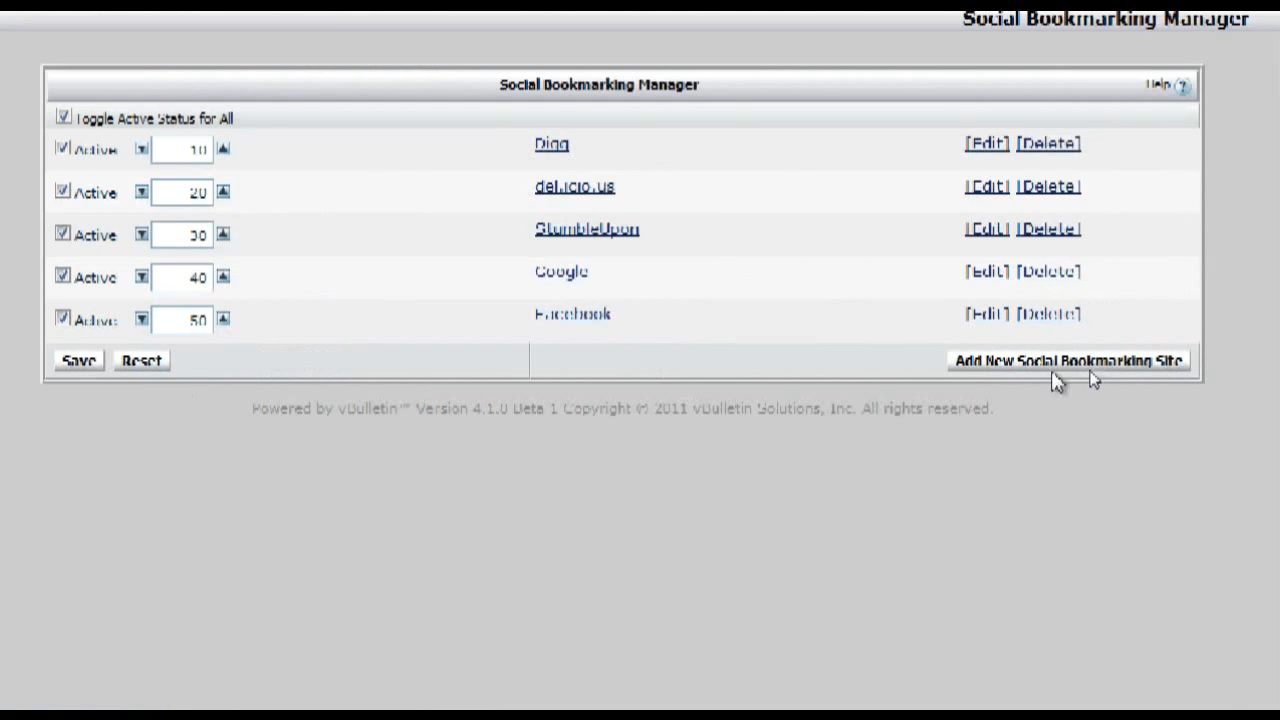 Social Bookmarking Manager
Social Bookmarking Manager Help
Toggle Active Status for All
Active 10 Digg [Edit] [Delete]
Active 20 del.icio.us [Edit] [Delete]
Active 30 StumbleUpon [Edit] [Delete]
Active 40 Google [Edit] [Delete]
Active 50 Facebook [Edit] [Delete]
Save Reset Add New Social Bookmarking Site
Powered by vBulletin™ Version 4.1.0 Beta 1 Copyright © 2011 vBulletin Solutions, Inc. All rights reserved.